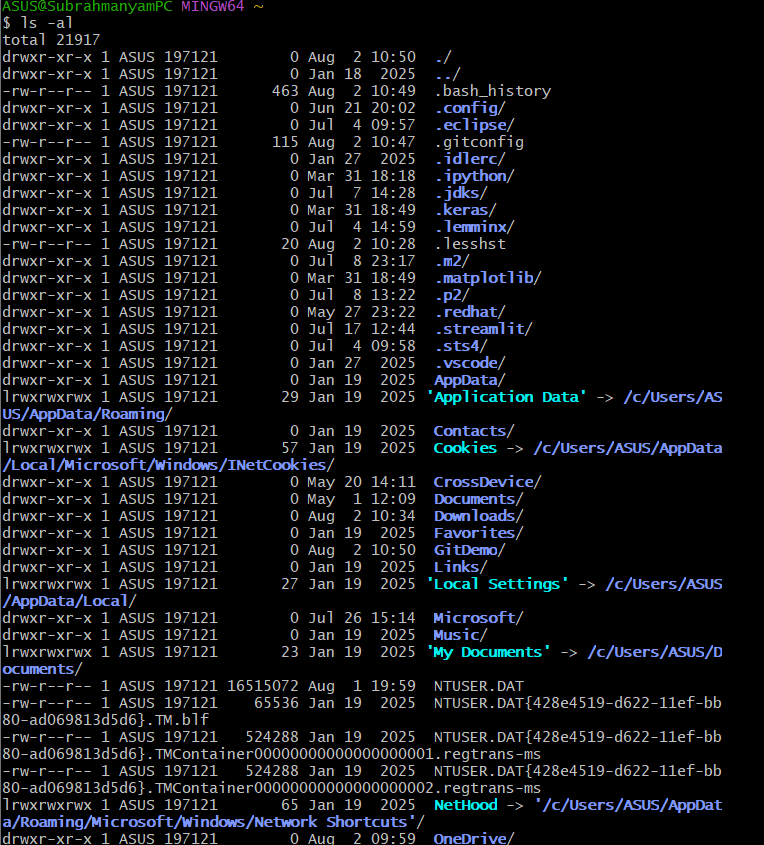 ASUS@SubrahmanyamPC MINGW64 ~
$ ls -al
total 21917
drwxr-xr-x 1 ASUS 197121        0 Aug  2 10:50  ./
drwxr-xr-x 1 ASUS 197121        0 Jan 18  2025  ../
-rw-r--r-- 1 ASUS 197121      463 Aug  2 10:49  .bash_history
drwxr-xr-x 1 ASUS 197121        0 Jun 21 20:02  .config/
drwxr-xr-x 1 ASUS 197121        0 Jul  4 09:57  .eclipse/
-rw-r--r-- 1 ASUS 197121      115 Aug  2 10:47  .gitconfig
drwxr-xr-x 1 ASUS 197121        0 Jan 27  2025  .idlerc/
drwxr-xr-x 1 ASUS 197121        0 Mar 31 18:18  .ipython/
drwxr-xr-x 1 ASUS 197121        0 Jul  7 14:28  .jdks/
drwxr-xr-x 1 ASUS 197121        0 Mar 31 18:49  .keras/
drwxr-xr-x 1 ASUS 197121        0 Jul  4 14:59  .lemminx/
-rw-r--r-- 1 ASUS 197121       20 Aug  2 10:28  .lesshst
drwxr-xr-x 1 ASUS 197121        0 Jul  8 23:17  .m2/
drwxr-xr-x 1 ASUS 197121        0 Mar 31 18:49  .matplotlib/
drwxr-xr-x 1 ASUS 197121        0 Jul  8 13:22  .p2/
drwxr-xr-x 1 ASUS 197121        0 May 27 23:22  .redhat/
drwxr-xr-x 1 ASUS 197121        0 Jul 17 12:44  .streamlit/
drwxr-xr-x 1 ASUS 197121        0 Jul  4 09:58  .sts4/
drwxr-xr-x 1 ASUS 197121        0 Jan 27  2025  .vscode/
drwxr-xr-x 1 ASUS 197121        0 Jan 19  2025  AppData/
lrwxrwxrwx 1 ASUS 197121       29 Jan 19  2025 'Application Data' -> /c/Users/AS
US/AppData/Roaming/
drwxr-xr-x 1 ASUS 197121        0 Jan 19  2025  Contacts/
lrwxrwxrwx 1 ASUS 197121       57 Jan 19  2025  Cookies -> /c/Users/ASUS/AppData
/Local/Microsoft/Windows/INetCookies/
drwxr-xr-x 1 ASUS 197121        0 May 20 14:11  CrossDevice/
drwxr-xr-x 1 ASUS 197121        0 May  1 12:09  Documents/
drwxr-xr-x 1 ASUS 197121        0 Aug  2 10:34  Downloads/
drwxr-xr-x 1 ASUS 197121        0 Jan 19  2025  Favorites/
drwxr-xr-x 1 ASUS 197121        0 Aug  2 10:50  GitDemo/
drwxr-xr-x 1 ASUS 197121        0 Jan 19  2025  Links/
lrwxrwxrwx 1 ASUS 197121       27 Jan 19  2025 'Local Settings' -> /c/Users/ASUS
/AppData/Local/
drwxr-xr-x 1 ASUS 197121        0 Jul 26 15:14  Microsoft/
drwxr-xr-x 1 ASUS 197121        0 Jan 19  2025  Music/
lrwxrwxrwx 1 ASUS 197121       23 Jan 19  2025 'My Documents' -> /c/Users/ASUS/D
ocuments/
-rw-r--r-- 1 ASUS 197121 16515072 Aug  1 19:59  NTUSER.DAT
-rw-r--r-- 1 ASUS 197121    65536 Jan 19  2025  NTUSER.DAT{428e4519-d622-11ef-bb
80-ad069813d5d6}.TM.blf
-rw-r--r-- 1 ASUS 197121   524288 Jan 19  2025  NTUSER.DAT{428e4519-d622-11ef-bb
80-ad069813d5d6}.TMContainer00000000000000000001.regtrans-ms
-rw-r--r-- 1 ASUS 197121   524288 Jan 19  2025  NTUSER.DAT{428e4519-d622-11ef-bb
80-ad069813d5d6}.TMContainer00000000000000000002.regtrans-ms
lrwxrwxrwx 1 ASUS 197121       65 Jan 19  2025  NetHood -> '/c/Users/ASUS/AppDat
a/Roaming/Microsoft/Windows/Network Shortcuts'/
drwxr-xr-x 1 ASUS 197121        0 Aug  2 09:59  OneDrive/